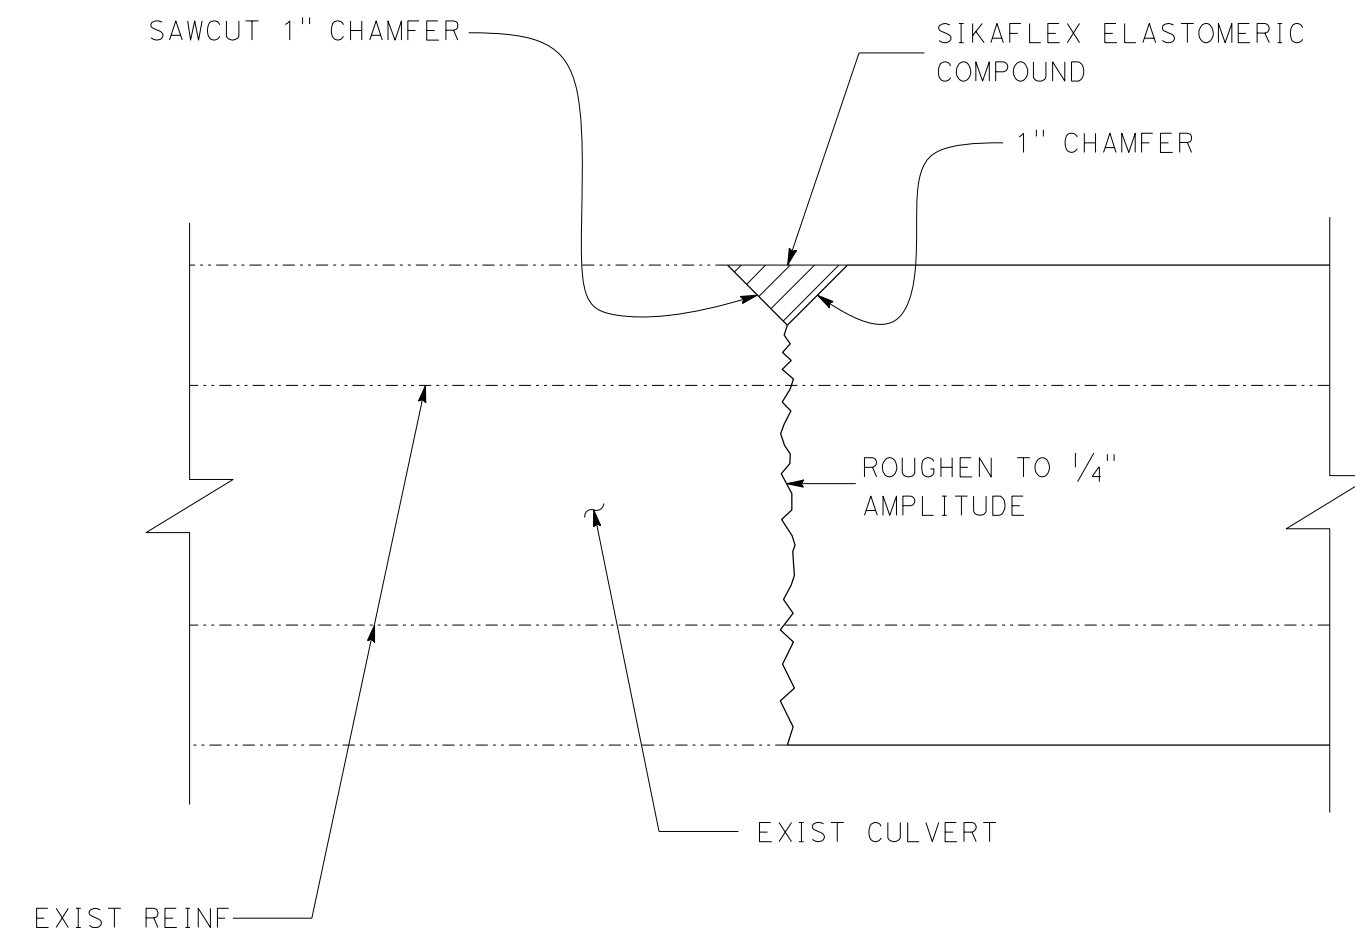 SAWCUT 1" CHAMFER
SIKAFLEX ELASTOMERIC
COMPOUND
1" CHAMFER
ROUGHEN TO 1/4"
AMPLITUDE
EXIST CULVERT
EXIST REINF